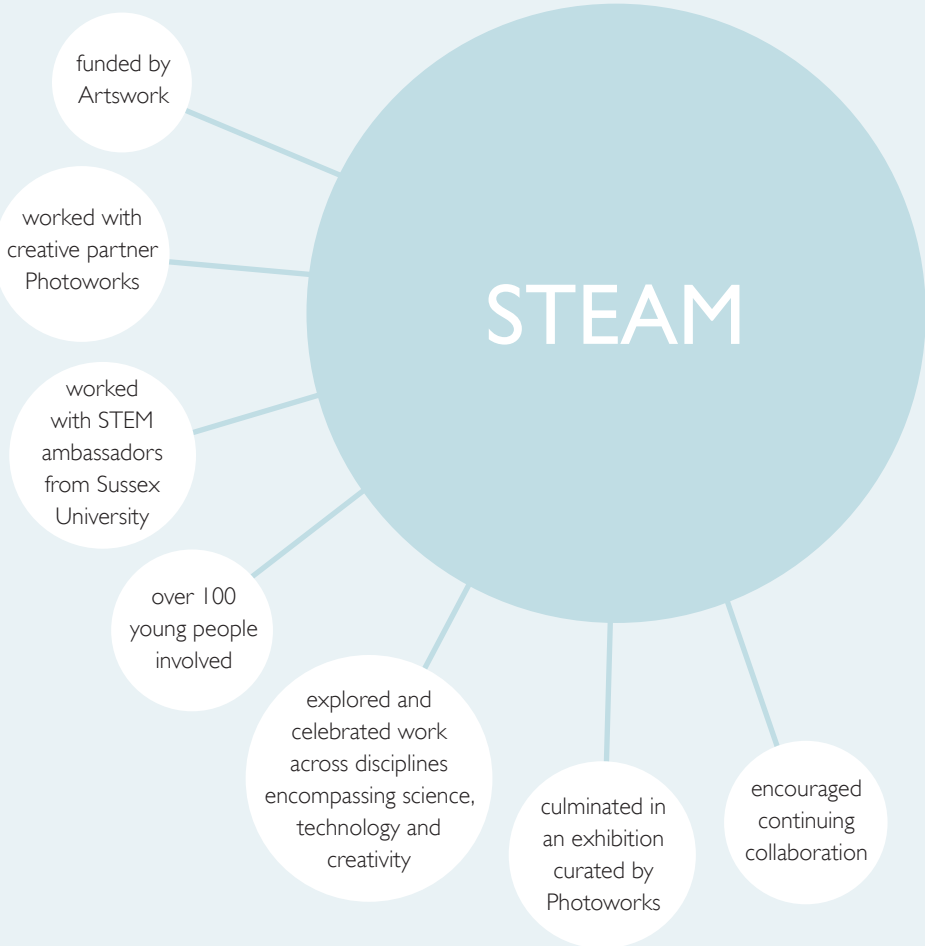 funded by
Artswork
worked with
creative partner
Photoworks
STEAM
worked
with STEM
ambassadors
from Sussex
University
over 100
young people
involved
explored and
celebrated work
across disciplines
encompassing science,
technology and
creativity
culminated in
an exhibition
curated by
Photoworks
encouraged
continuing
collaboration